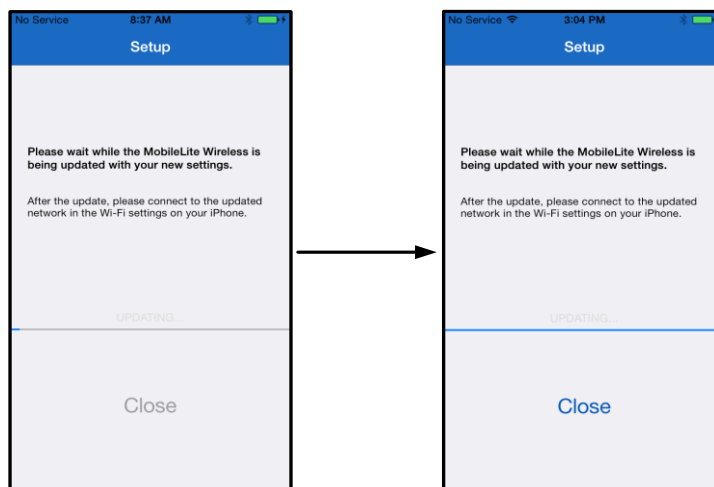 No Service 8:37 AM
Setup
Please wait while the MobileLite Wireless is
being updated with your new settings.
After the update, please connect to the updated
network in the Wi-Fi settings on your iPhone.
UPDATING...
Close
No Service 3:04 PM
Setup
Please wait while the MobileLite Wireless is
being updated with your new settings.
After the update, please connect to the updated
network in the Wi-Fi settings on your iPhone.
UPDATING...
Close